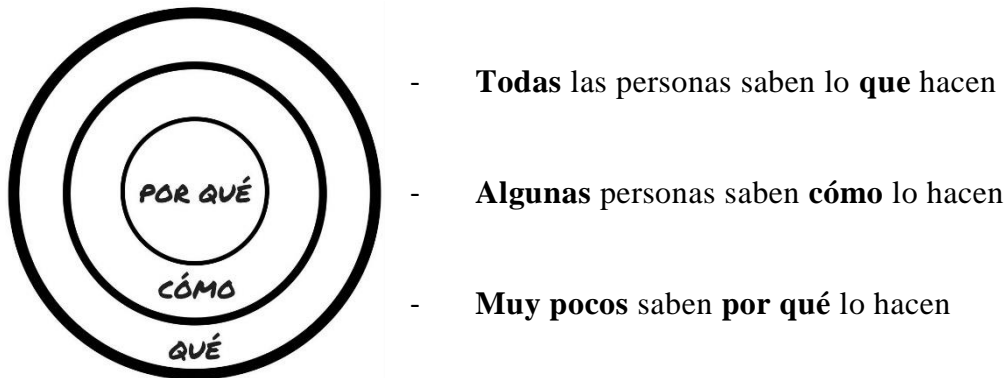 POR QUÉ
CÓMO
QUÉ
- Todas las personas saben lo que hacen
- Algunas personas saben cómo lo hacen
- Muy pocos saben por qué lo hacen